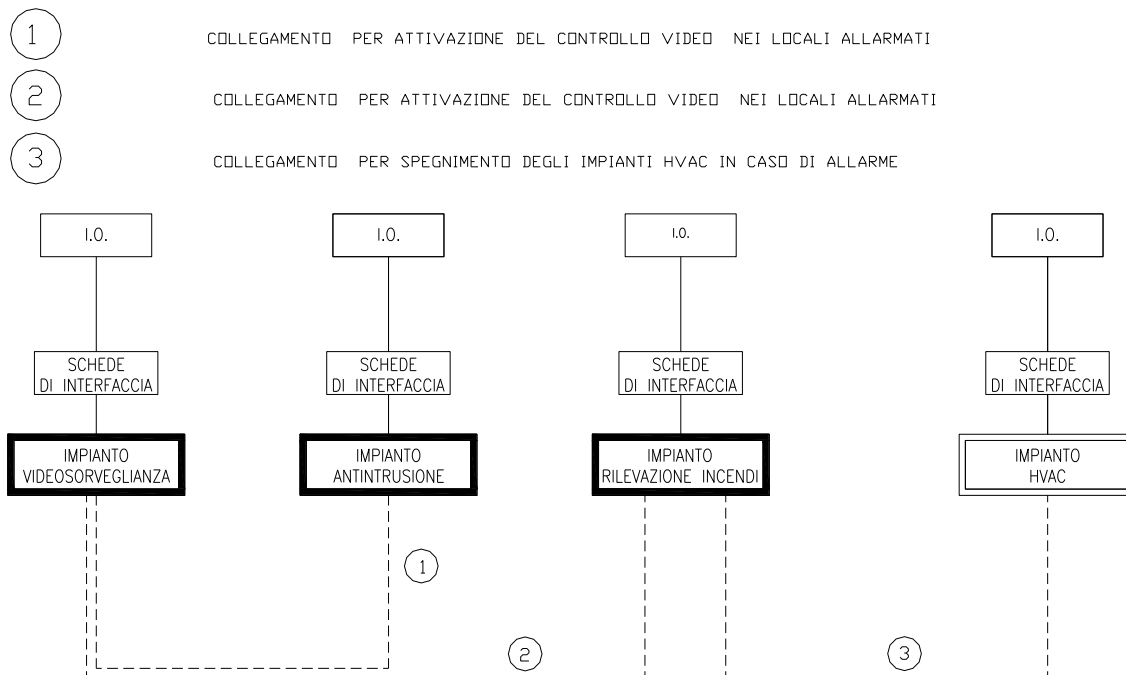 1 COLLEGAMENTO PER ATTIVAZIONE DEL CONTROLLO VIDEO NEI LOCALI ALLARMATI
2 COLLEGAMENTO PER ATTIVAZIONE DEL CONTROLLO VIDEO NEI LOCALI ALLARMATI
3 COLLEGAMENTO PER SPEGNIMENTO DEGLI IMPIANTI HVAC IN CASO DI ALLARME
I.O.
I.O.
I.O.
I.O.
SCHEDE
DI INTERFACCIA
SCHEDE
DI INTERFACCIA
SCHEDE
DI INTERFACCIA
SCHEDE
DI INTERFACCIA
IMPIANTO
VIDEOSORVEGLIANZA
IMPIANTO
ANTINTRUSIONE
IMPIANTO
RILEVAZIONE INCENDI
IMPIANTO
HVAC
1
2
3